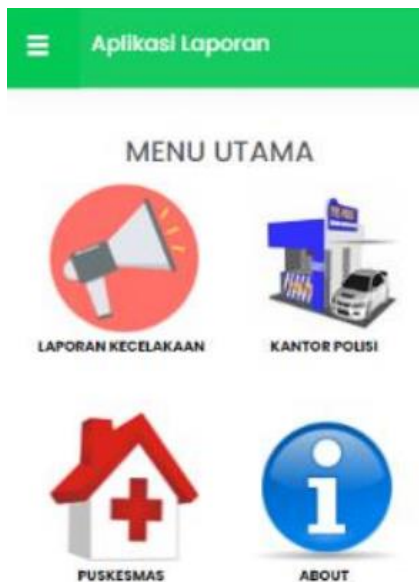 Aplikasi Laporan
MENU UTAMA
LAPORAN KECELAKAAN
KANTOR POLISI
PUSKESMAS
ABOUT